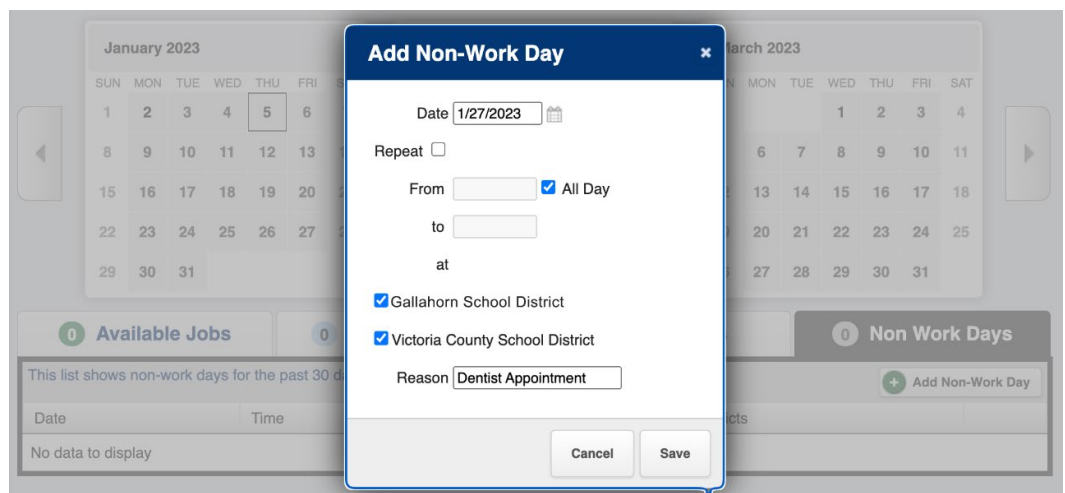 January 2023
SUN MON TUE WED THU FRI
1 2 3 4 5 6
8 9 10 11 12 13
15 16 17 18 19 20
22 23 24 25 26 27
29 30 31
Add Non-Work Day ×
Date 1/27/2023
Repeat
From All Day
to
at
Gallahorn School District
Victoria County School District
Reason Dentist Appointment
Cancel Save
2023
MON TUE WED THU FRI SAT
1 2 3 4
6 7 8 9 10 11
13 14 15 16 17 18
20 21 22 23 24 25
27 28 29 30 31
0 Available Jobs
0
0 Non Work Days
This list shows non-work days for the past 30
+ Add Non-Work Day
Date Time
No data to display